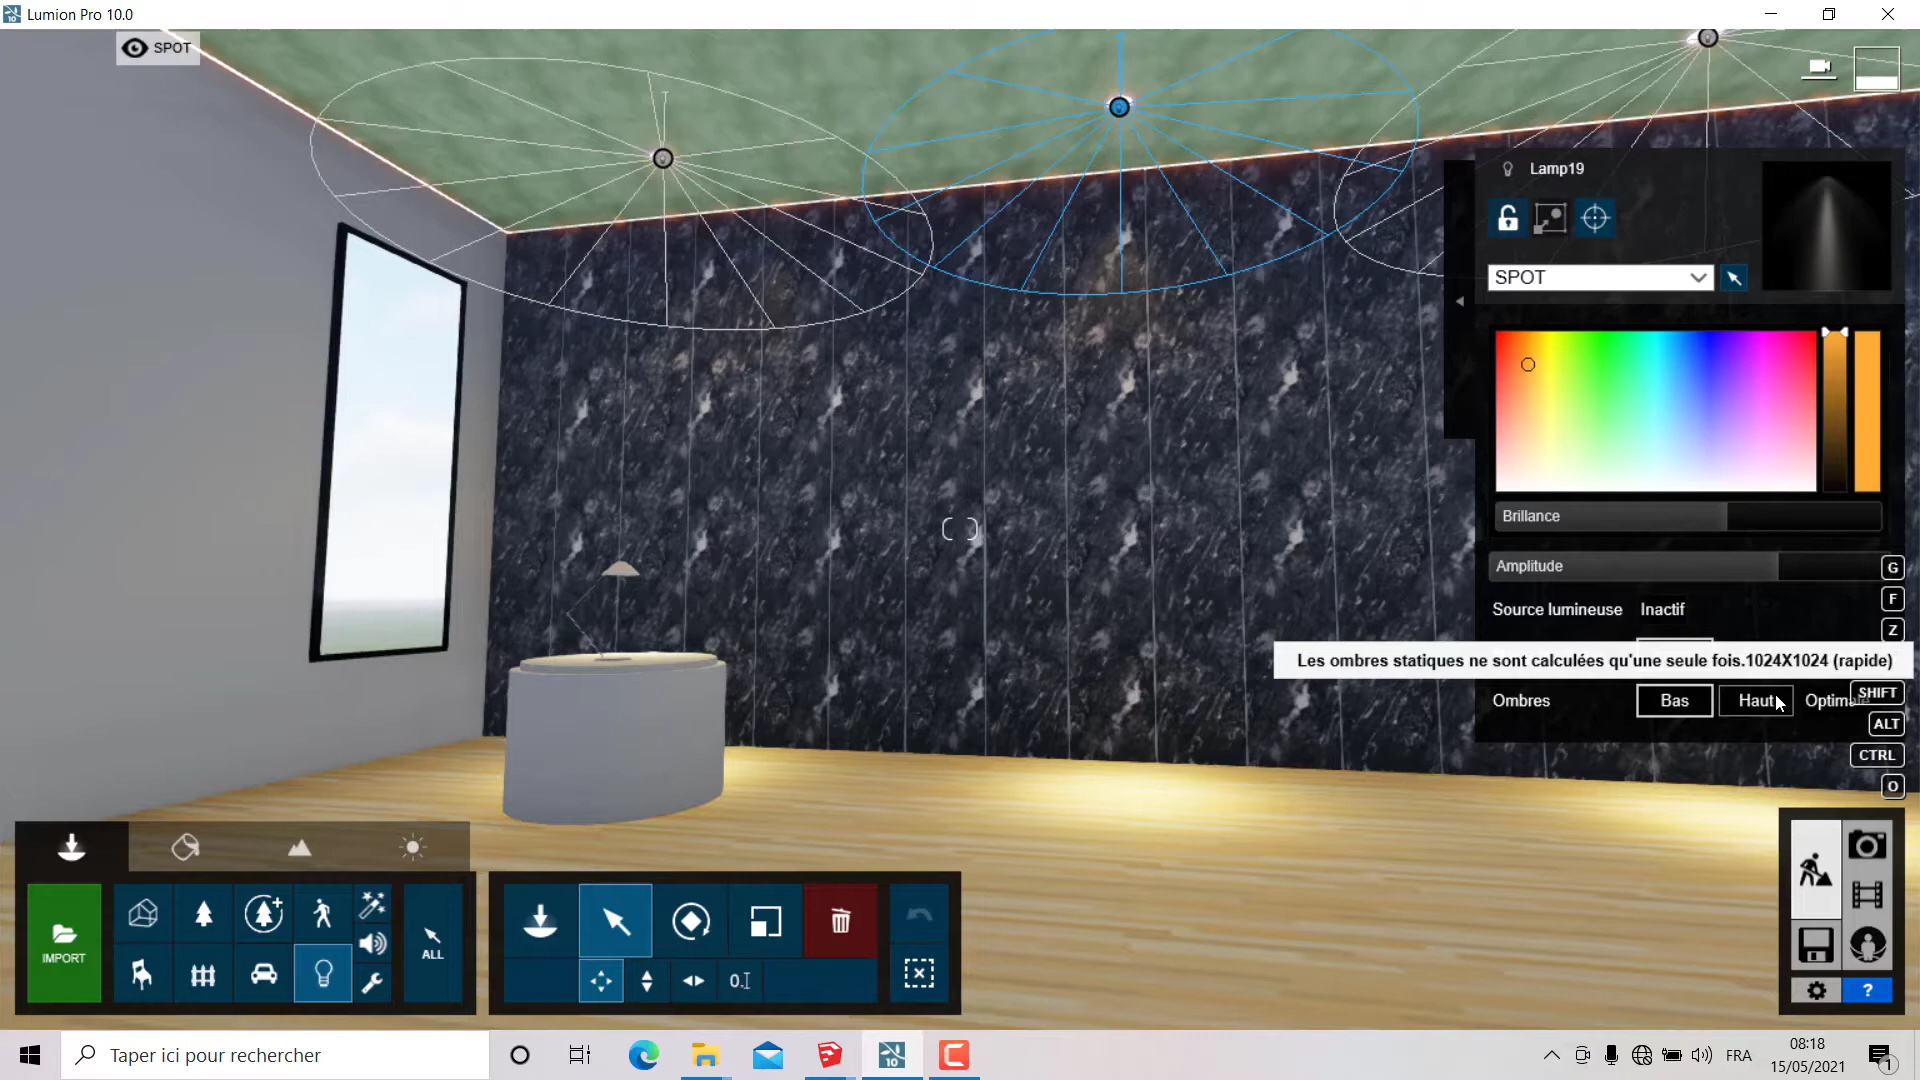 Lumion Pro 10.0
SPOT
Lamp19
SPOT
Brillance
Amplitude
G
Source lumineuse Inactif
F
Z
Les ombres statiques ne sont calculées qu'une seule fois.1024X1024 (rapide)
Ombres Bas Haut
SHIFT
ALT
CTRL
O
IMPORT
ALL
?
Taper ici pour rechercher
10
FRA
08:18
15/05/2021
1